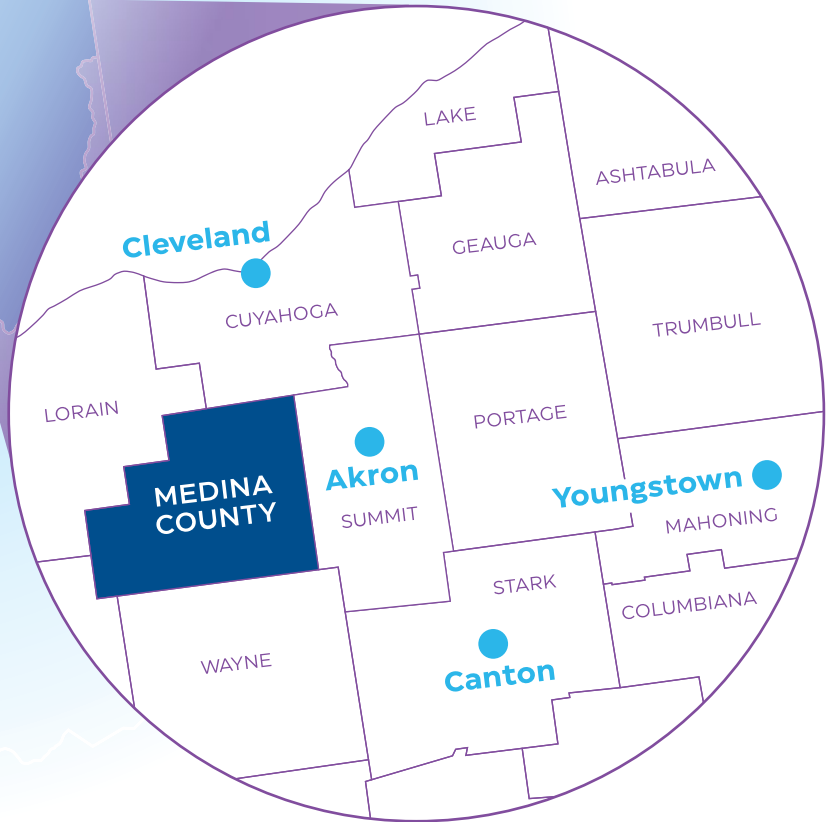 LAKE
ASHTABULA
Cleveland
GEAUGA
CUYAHOGA
TRUMBULL
LORAIN
PORTAGE
MEDINA
COUNTY
Akron
Youngstown
SUMMIT
MAHONING
STARK
COLUMBIANA
WAYNE
Canton